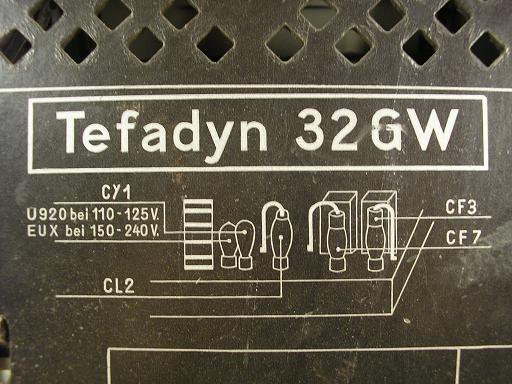 Tefadyn 32GW
CY1
U920 bei 110-125V.
EUX bei 150-240V.
CF3
CF7
CL2